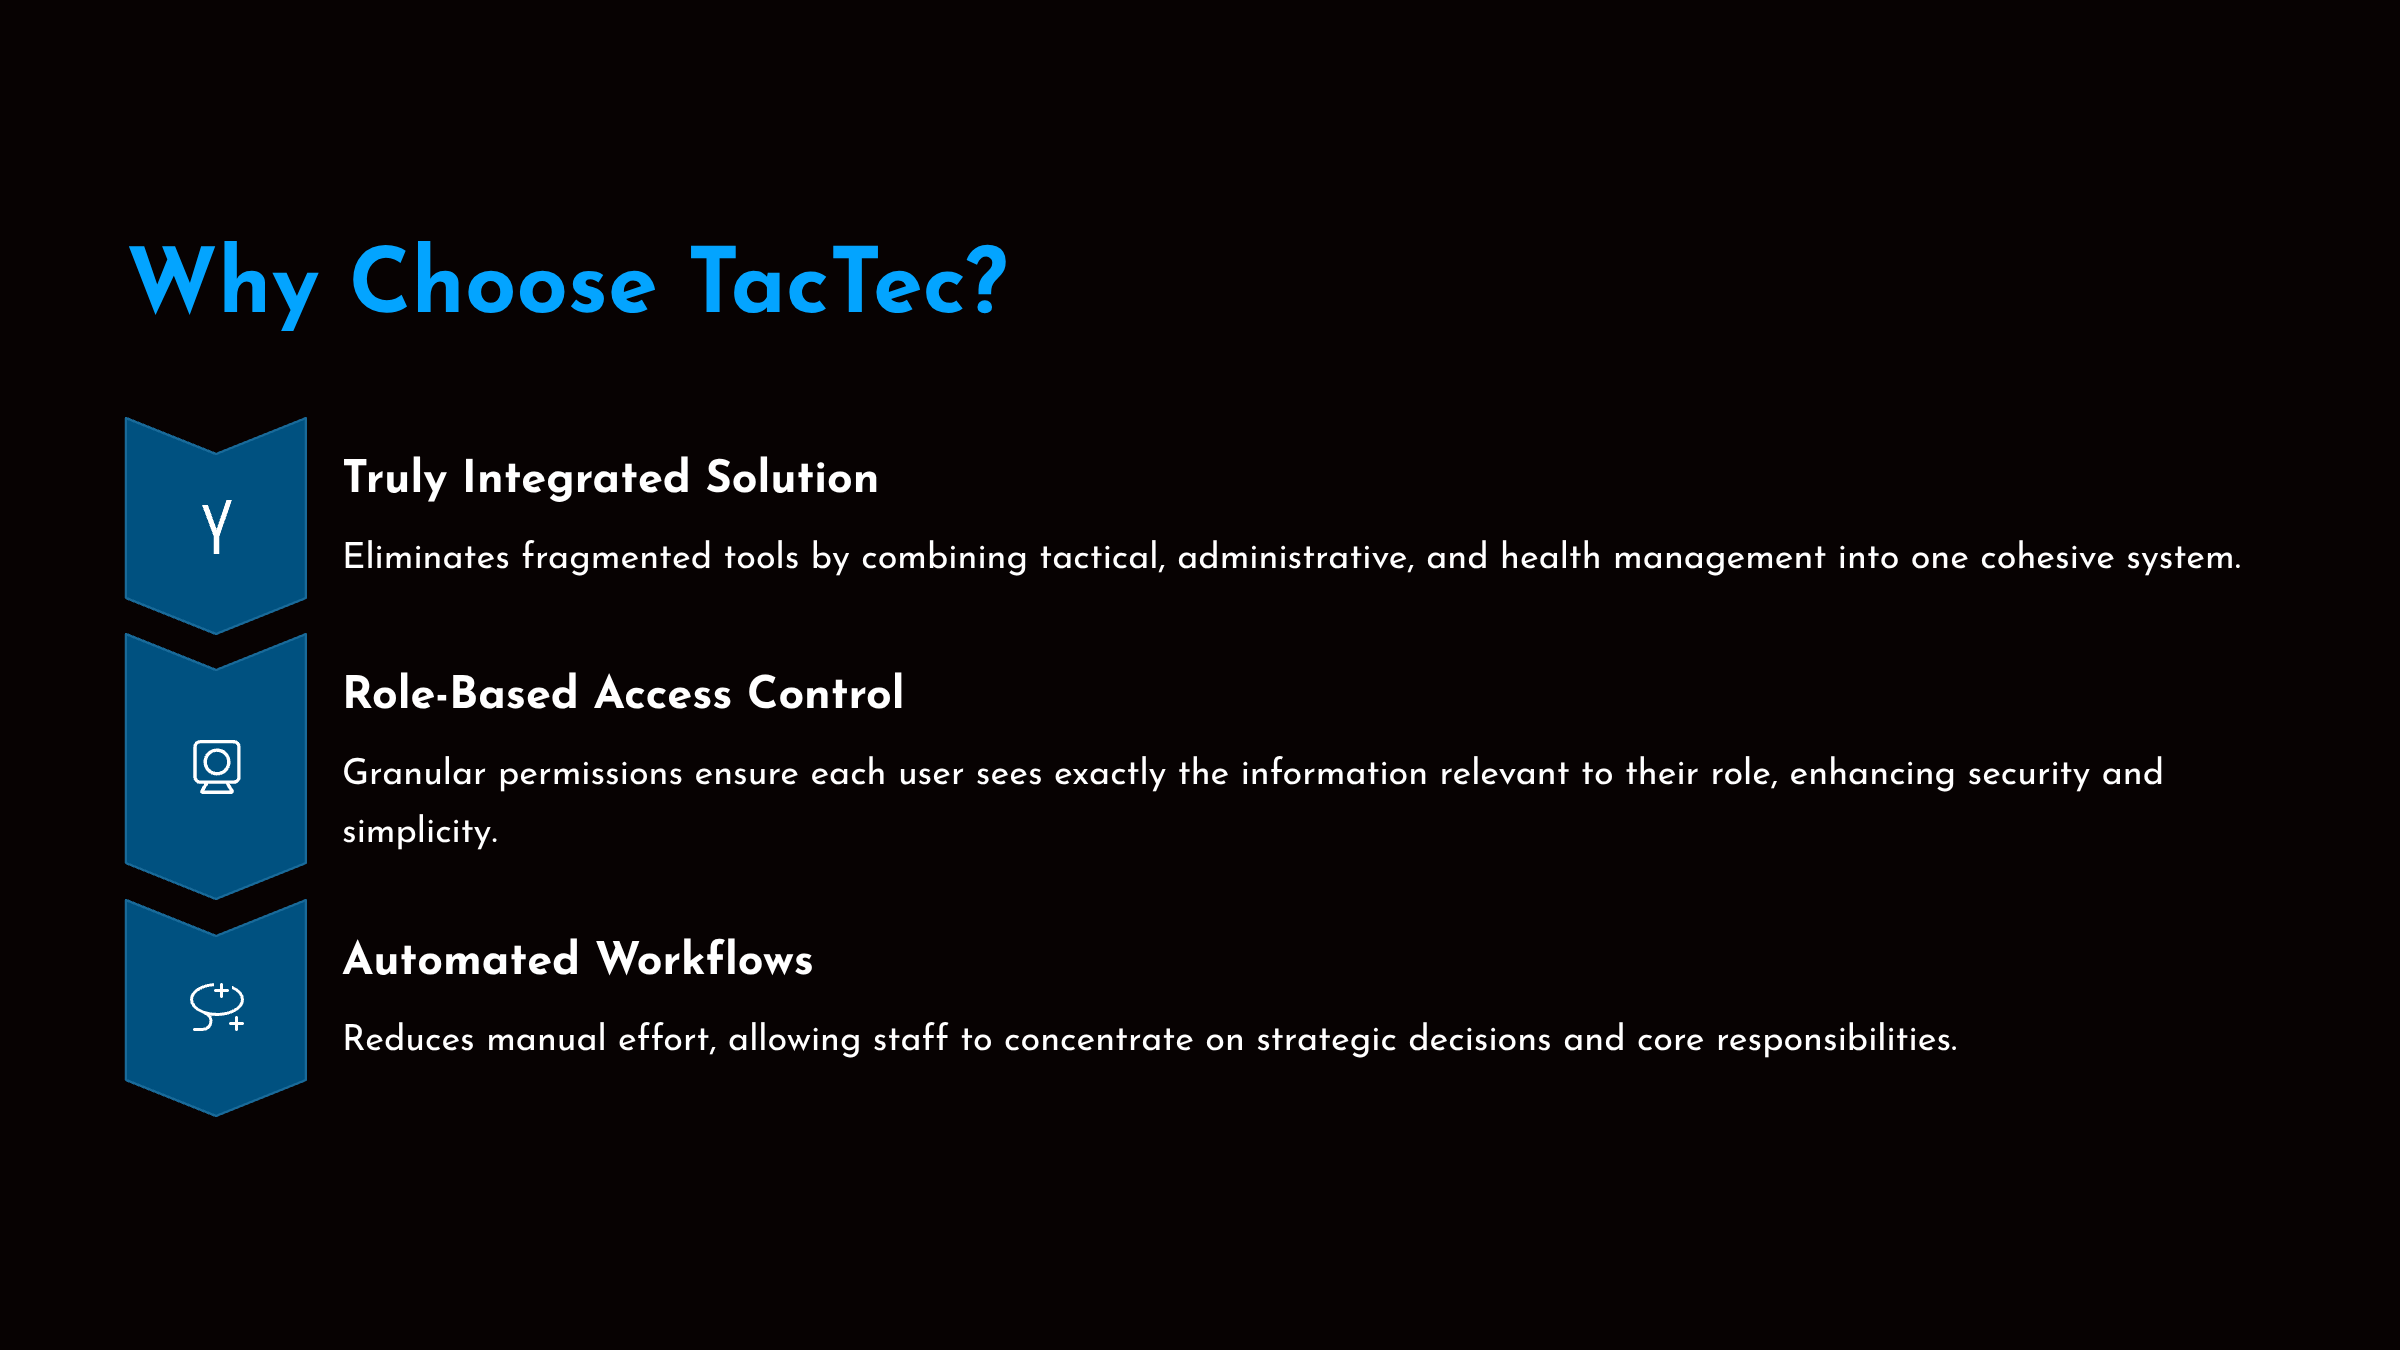 Why Choose TacTec?
Truly Integrated Solution
Eliminates fragmented tools by combining tactical, administrative, and health management into one cohesive system.
Role-Based Access Control
Granular permissions ensure each user sees exactly the information relevant to their role, enhancing security and
simplicity.
Automated Workflows
Reduces manual effort, allowing staff to concentrate on strategic decisions and core responsibilities.